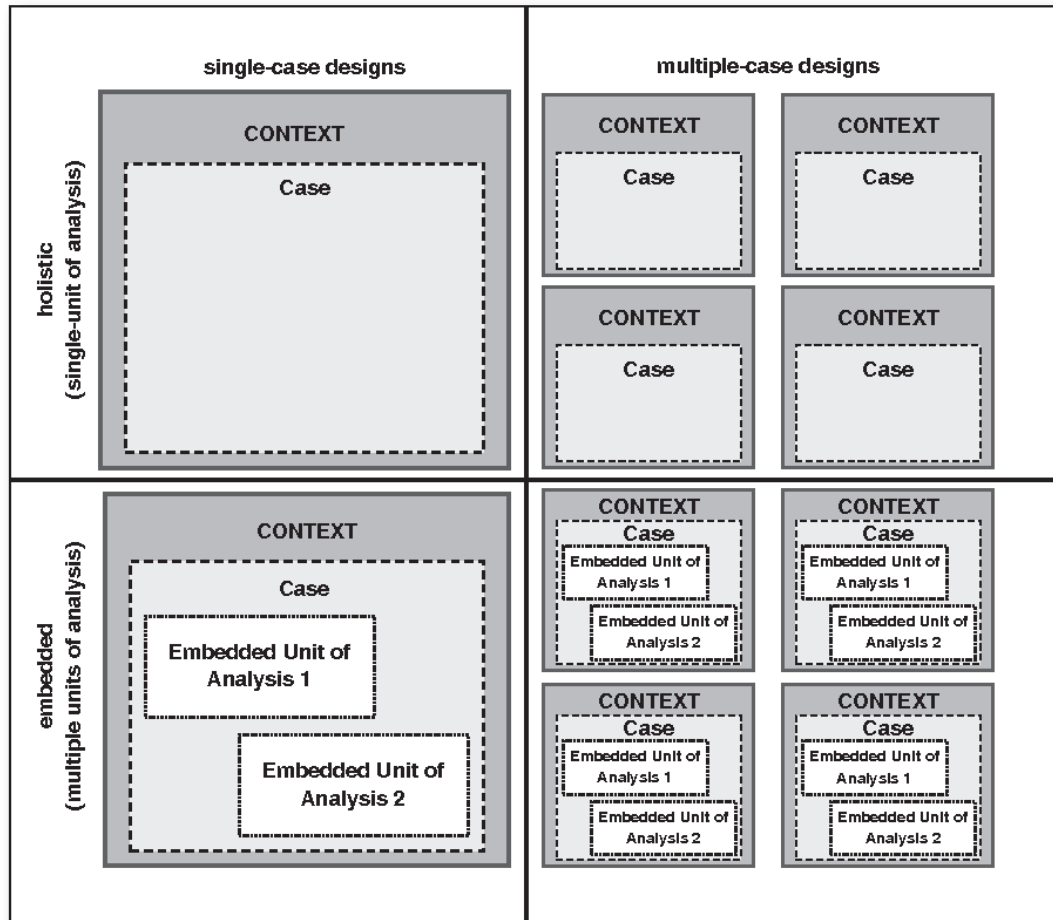 single-case designs
multiple-case designs
holistic
(single-unit of analysis)
CONTEXT
Case
CONTEXT
Case
CONTEXT
Case
CONTEXT
Case
CONTEXT
Case
embedded
(multiple units of analysis)
CONTEXT
Case
Embedded Unit of
Analysis 1
Embedded Unit of
Analysis 2
CONTEXT
Case
Embedded Unit of
Analysis 1
Embedded Unit of
Analysis 2
CONTEXT
Case
Embedded Unit of
Analysis 1
Embedded Unit of
Analysis 2
CONTEXT
Case
Embedded Unit of
Analysis 1
Embedded Unit of
Analysis 2
CONTEXT
Case
Embedded Unit of
Analysis 1
Embedded Unit of
Analysis 2